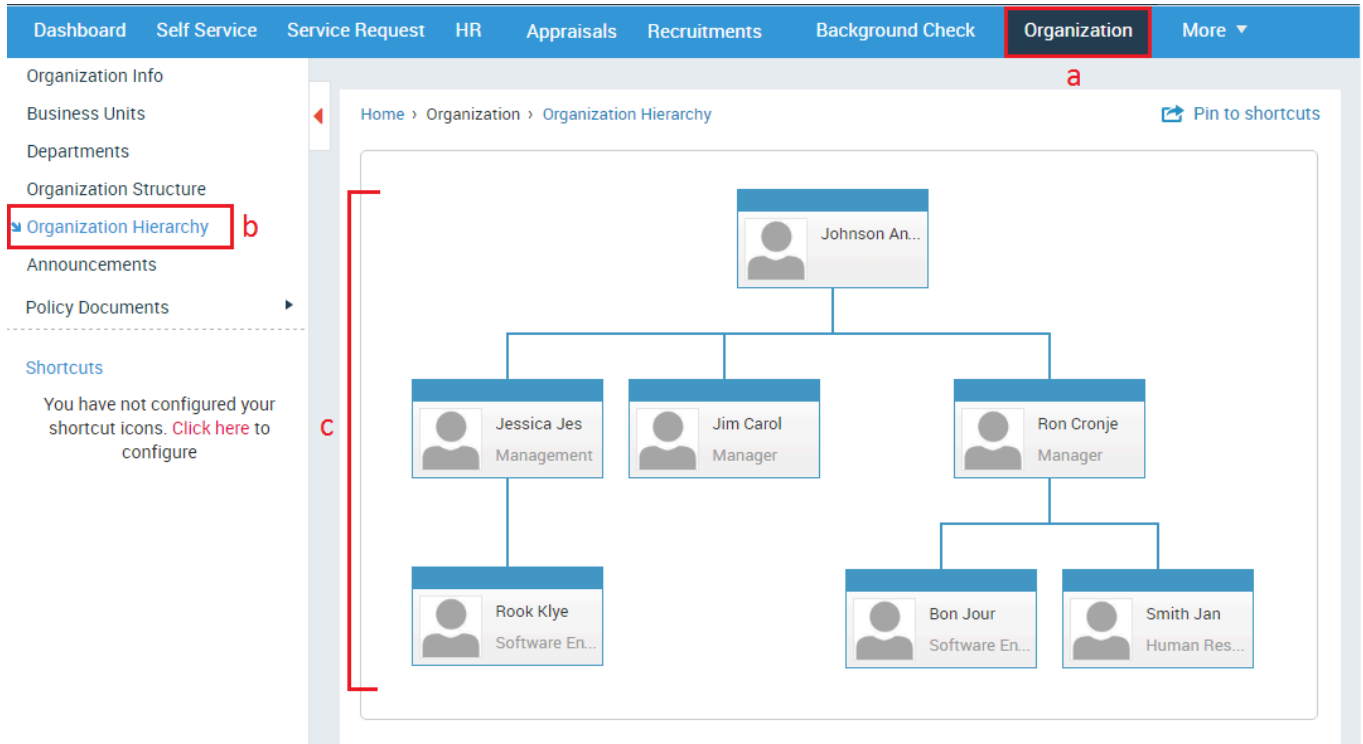 Dashboard Self Service Service Request HR Appraisals Recruitments Background Check Organization More
a
Organization Info
Business Units
Departments
Organization Structure
Organization Hierarchy
b
Announcements
Policy Documents
Shortcuts
You have not configured your
shortcut icons. Click here to
configure
Home › Organization › Organization Hierarchy
Pin to shortcuts
c
Johnson An...
Jessica Jes
Management
Jim Carol
Manager
Ron Cronje
Manager
Rook Klye
Software En...
Bon Jour
Software En...
Smith Jan
Human Res...